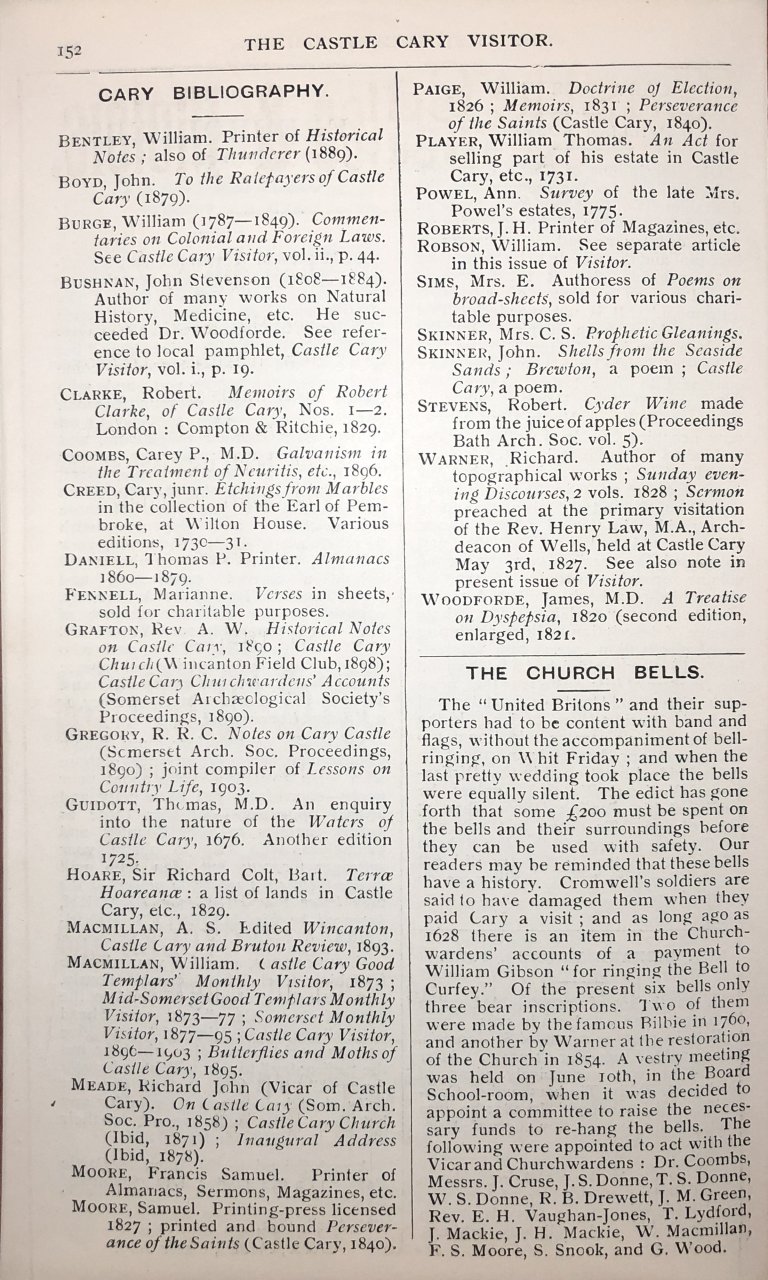 152
THE CASTLE CARY VISITOR.
CARY BIBLIOGRAPHY.
BENTLEY, William. Printer of Historical
Notes ; also of Thunderer (1889).
BOYD, John. To the Ratepayers of Castle
Cary (1879).
BURGE, William (1787—1849). Commen-
taries on Colonial and Foreign Laws.
See Castle Cary Visitor, vol. ii., p. 44.
BUSHNAN, John Stevenson (1808—1884).
Author of many works on Natural
History, Medicine, etc. He suc-
ceeded Dr. Woodforde. See refer-
ence to local pamphlet, Castle Cary
Visitor, vol. i., p. 19.
CLARKE, Robert. Memoirs of Robert
Clarke, of Castle Cary, Nos. 1—2.
London : Compton & Ritchie, 1829.
COOMBS, Carey P., M.D. Galvanism in
the Treatment of Neuritis, etc., 1896.
CREED, Cary, junr. Etchings from Marbles
in the collection of the Earl of Pem-
broke, at Wilton House. Various
editions, 1730—31.
DANIELL, Thomas P. Printer. Almanacs
1860—1879.
FENNELL, Marianne. Verses in sheets,
sold for charitable purposes.
GRAFTON, Rev A. W. Historical Notes
on Castle Cary, 1890 ; Castle Cary
Church (Wincanton Field Club, 1898);
Castle Cary Churchwardens' Accounts
(Somerset Archæological Society's
Proceedings, 1890).
GREGORY, R. R. C. Notes on Cary Castle
(Somerset Arch. Soc. Proceedings,
1890) ; joint compiler of Lessons on
Country Life, 1903.
GUIDOTT, Thomas, M.D. An enquiry
into the nature of the Waters of
Castle Cary, 1676. Another edition
1725.
HOARE, Sir Richard Colt, Bart. Terræ
Hoareanæ : a list of lands in Castle
Cary, etc., 1829.
MACMILLAN, A. S. Edited Wincanton,
Castle Cary and Bruton Review, 1893.
MACMILLAN, William. Castle Cary Good
Templars' Monthly Visitor, 1873 ;
Mid-Somerset Good Templars Monthly
Visitor, 1873—77 ; Somerset Monthly
Visitor, 1877—95 ; Castle Cary Visitor,
1896—1903 ; Butterflies and Moths of
Castle Cary, 1895.
MEADE, Richard John (Vicar of Castle
Cary). On Castle Cary (Som. Arch.
Soc. Pro., 1858) ; Castle Cary Church
(Ibid, 1871) ; Inaugural Address
(Ibid, 1878).
MOORE, Francis Samuel. Printer of
Almanacs, Sermons, Magazines, etc.
MOORE, Samuel. Printing-press licensed
1827 ; printed and bound Persever-
ance of the Saints (Castle Cary, 1840).
PAIGE, William. Doctrine of Election,
1826 ; Memoirs, 1831 ; Perseverance
of the Saints (Castle Cary, 1840).
PLAYER, William Thomas. An Act for
selling part of his estate in Castle
Cary, etc., 1731.
POWEL, Ann. Survey of the late Mrs.
Powel's estates, 1775.
ROBERTS, J. H. Printer of Magazines, etc.
ROBSON, William. See separate article
in this issue of Visitor.
SIMS, Mrs. E. Authoress of Poems on
broad-sheets, sold for various chari-
table purposes.
SKINNER, Mrs. C. S. Prophetic Gleanings.
SKINNER, John. Shells from the Seaside
Sands ; Brewton, a poem ; Castle
Cary, a poem.
STEVENS, Robert. Cyder Wine made
from the juice of apples (Proceedings
Bath Arch. Soc. vol. 5).
WARNER, Richard. Author of many
topographical works ; Sunday even-
ing Discourses, 2 vols. 1828 ; Sermon
preached at the primary visitation
of the Rev. Henry Law, M.A., Arch-
deacon of Wells, held at Castle Cary
May 3rd, 1827. See also note in
present issue of Visitor.
WOODFORDE, James, M.D. A Treatise
on Dyspepsia, 1820 (second edition,
enlarged, 1821.
THE CHURCH BELLS.
The "United Britons" and their sup-
porters had to be content with band and
flags, without the accompaniment of bell-
ringing, on Whit Friday ; and when the
last pretty wedding took place the bells
were equally silent. The edict has gone
forth that some £200 must be spent on
the bells and their surroundings before
they can be used with safety. Our
readers may be reminded that these bells
have a history. Cromwell's soldiers are
said to have damaged them when they
paid Cary a visit ; and as long ago as
1628 there is an item in the Church-
wardens' accounts of a payment to
William Gibson "for ringing the Bell to
Curfey." Of the present six bells only
three bear inscriptions. Two of them
were made by the famous Bilbie in 1760,
and another by Warner at the restoration
of the Church in 1854. A vestry meeting
was held on June 10th, in the Board
School-room, when it was decided to
appoint a committee to raise the neces-
sary funds to re-hang the bells. The
following were appointed to act with the
Vicar and Churchwardens : Dr. Coombs,
Messrs. J. Cruse, J. S. Donne, T. S. Donne,
W. S. Donne, R. B. Drewett, J. M. Green,
Rev. E. H. Vaughan-Jones, T. Lydford,
J. Mackie, J. H. Mackie, W. Macmillan,
F. S. Moore, S. Snook, and G. Wood.